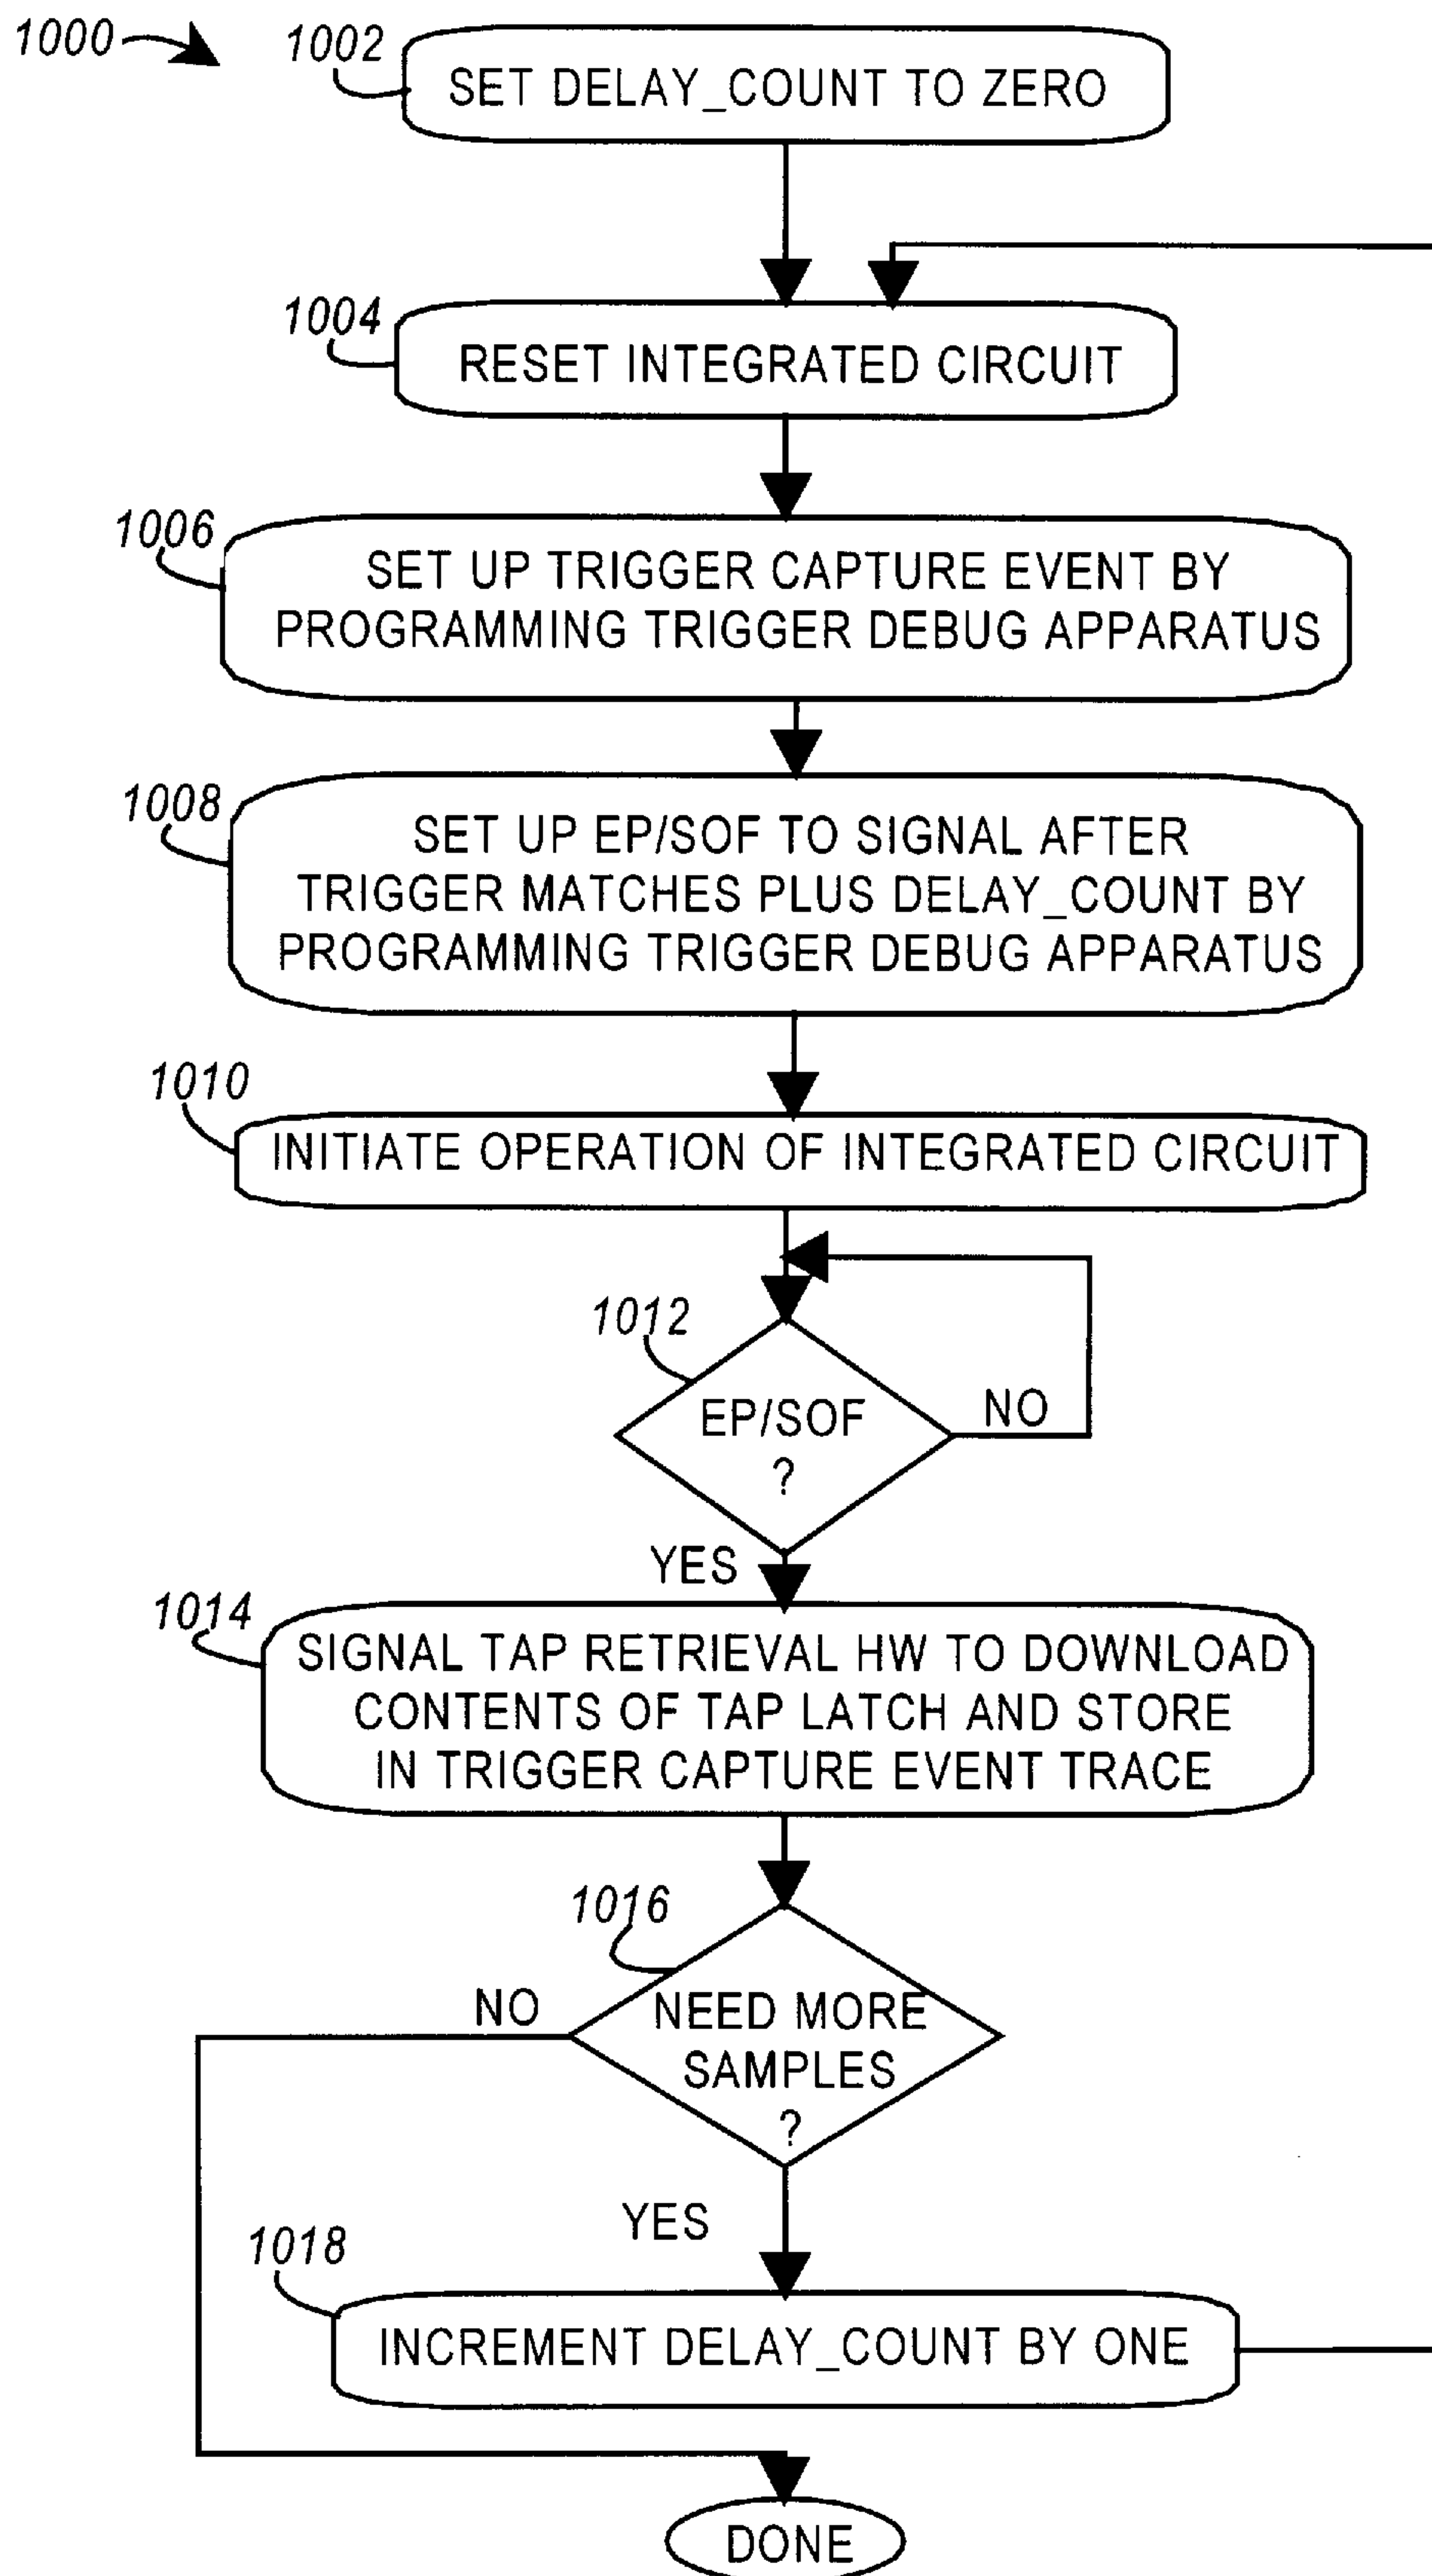 1000
1002
SET DELAY_COUNT TO ZERO
1004
RESET INTEGRATED CIRCUIT
1006
SET UP TRIGGER CAPTURE EVENT BY
PROGRAMMING TRIGGER DEBUG APPARATUS
1008
SET UP EP/SOF TO SIGNAL AFTER
TRIGGER MATCHES PLUS DELAY_COUNT BY
PROGRAMMING TRIGGER DEBUG APPARATUS
1010
INITIATE OPERATION OF INTEGRATED CIRCUIT
1012
EP/SOF
?
NO
YES
1014
SIGNAL TAP RETRIEVAL HW TO DOWNLOAD
CONTENTS OF TAP LATCH AND STORE
IN TRIGGER CAPTURE EVENT TRACE
1016
NO
NEED MORE
SAMPLES
?
YES
1018
INCREMENT DELAY_COUNT BY ONE
DONE